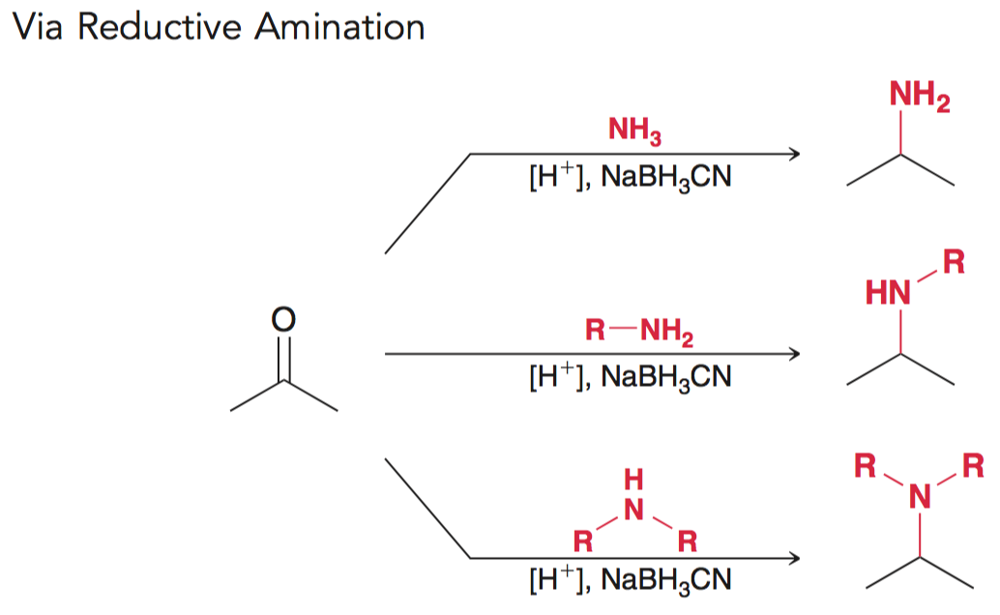 Via Reductive Amination
NH₂
NH₃
[H⁺], NaBH₃CN
R
HN
O
R—NH₂
[H⁺], NaBH₃CN
R R
H
N
N
R R
[H⁺], NaBH₃CN